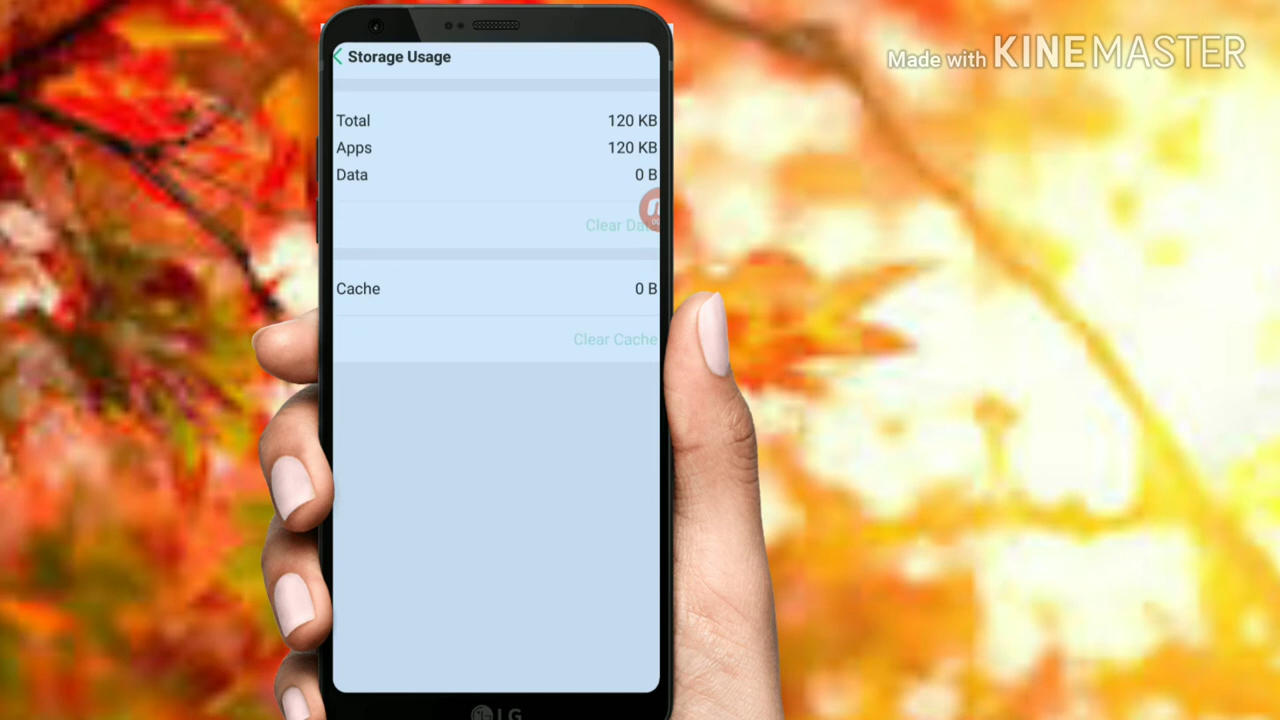 Made with KINEMASTER
Storage Usage
Total 120 KB
Apps 120 KB
Data 0 B
Clear Data
Cache 0 B
Clear Cache
LG